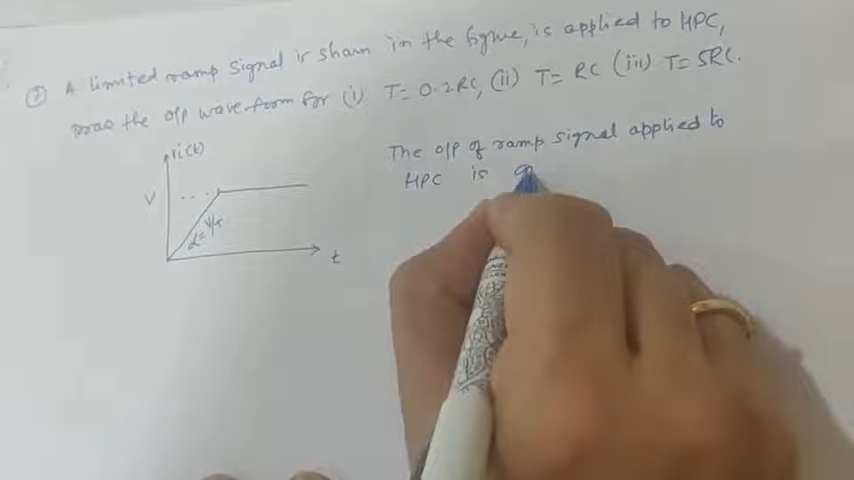 ② A limited ramp signal is shown in the figure, is applied to HPC,
Draw the o/p wave-form for (i) T= 0.2RC, (ii) T= RC (iii) T= 5RC.
vi(t)
V
α=V/T
t
The o/p of ramp signal applied to
HPC is